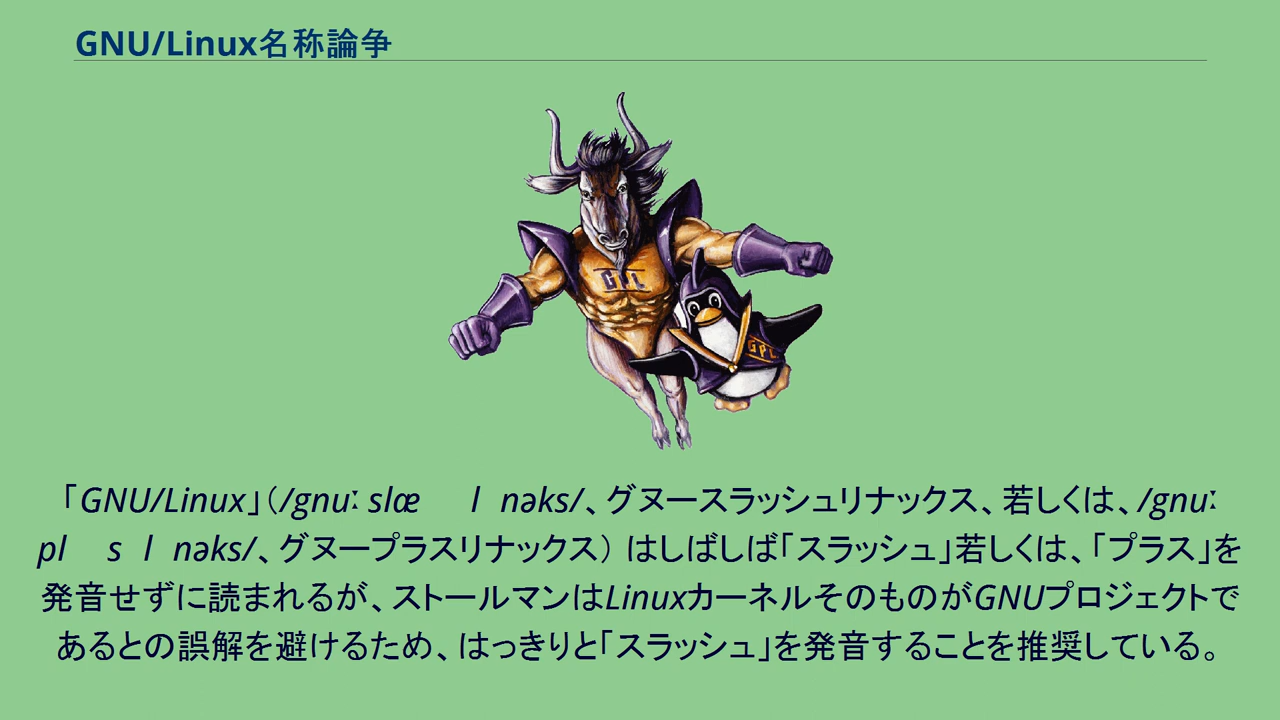 GNU/Linux名称論争
GPL
GPL
「GNU/Linux」（/gnuː slæ l nəks/、グヌースラッシュリナックス、若しくは、/gnuː
pl s l nəks/、グヌープラスリナックス） はしばしば「スラッシュ」若しくは、「プラス」を
発音せずに読まれるが、ストールマンはLinuxカーネルそのものがGNUプロジェクトで
あるとの誤解を避けるため、はっきりと「スラッシュ」を発音することを推奨している。